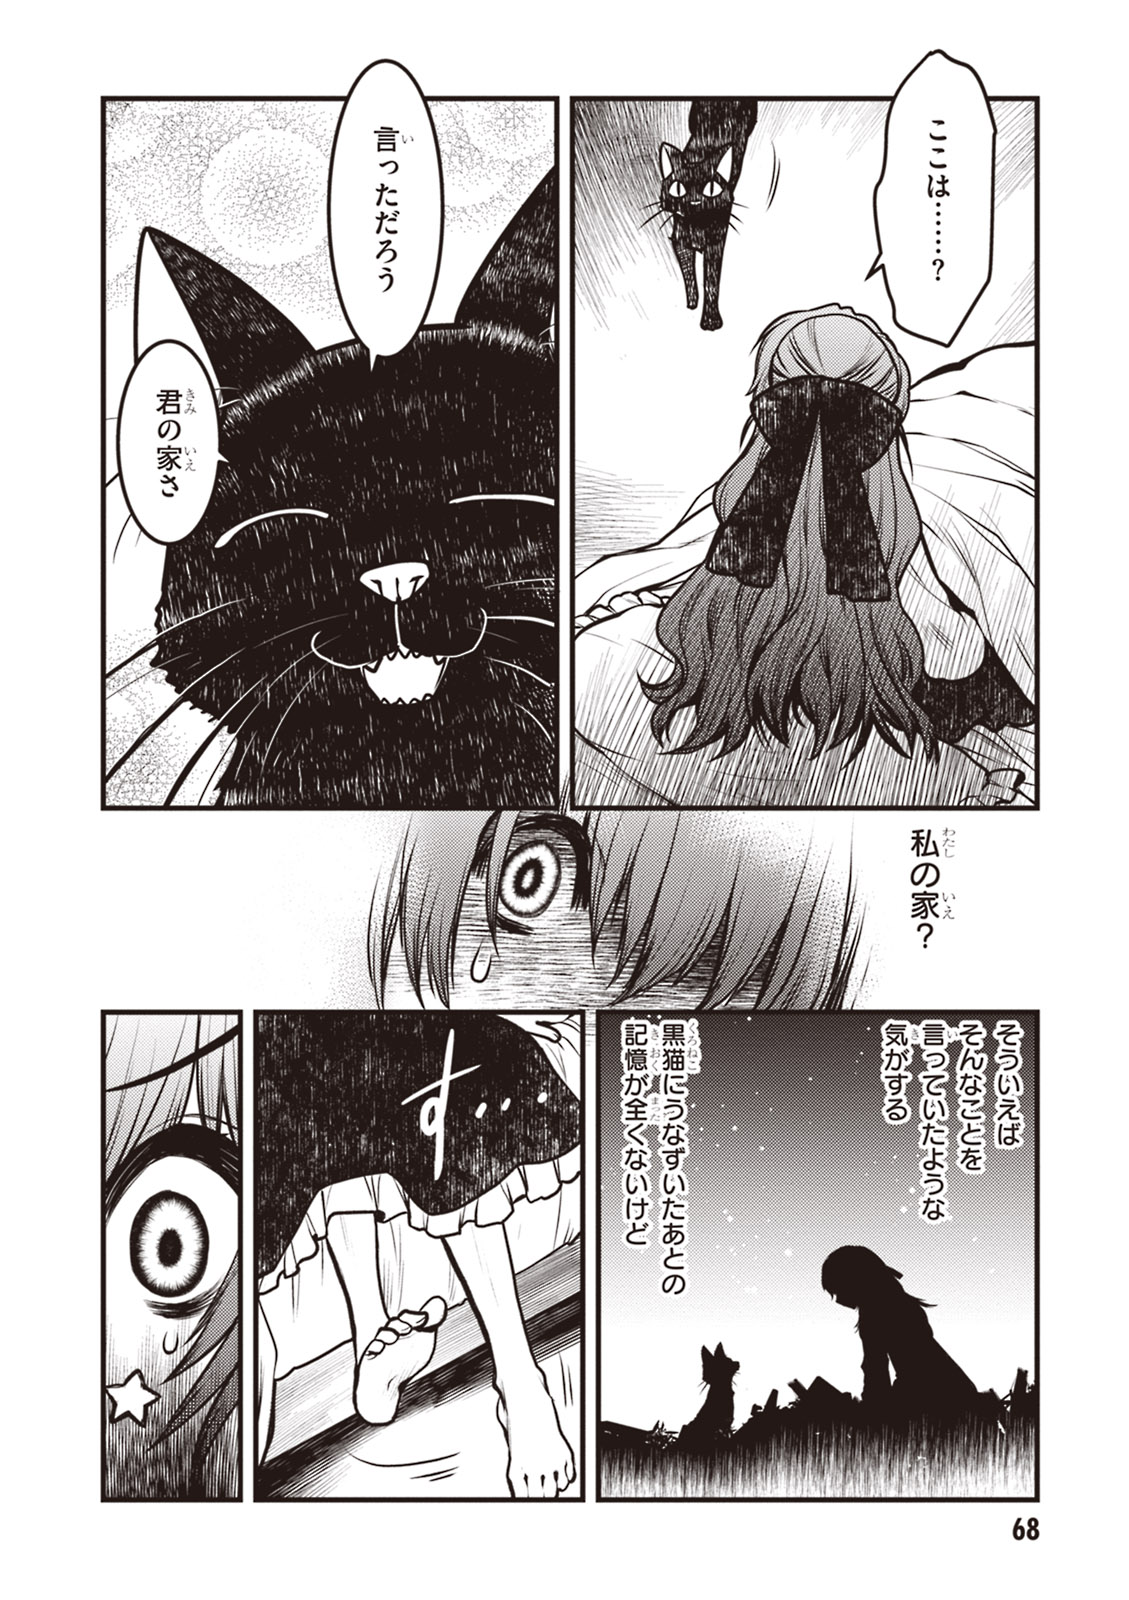 ここは……？
言っただろう
君の家さ
私の家？
そういえば
そんなことを
言っていたような
気がする
黒猫にうなずいたあとの
記憶が全くないけど
す…‥
68